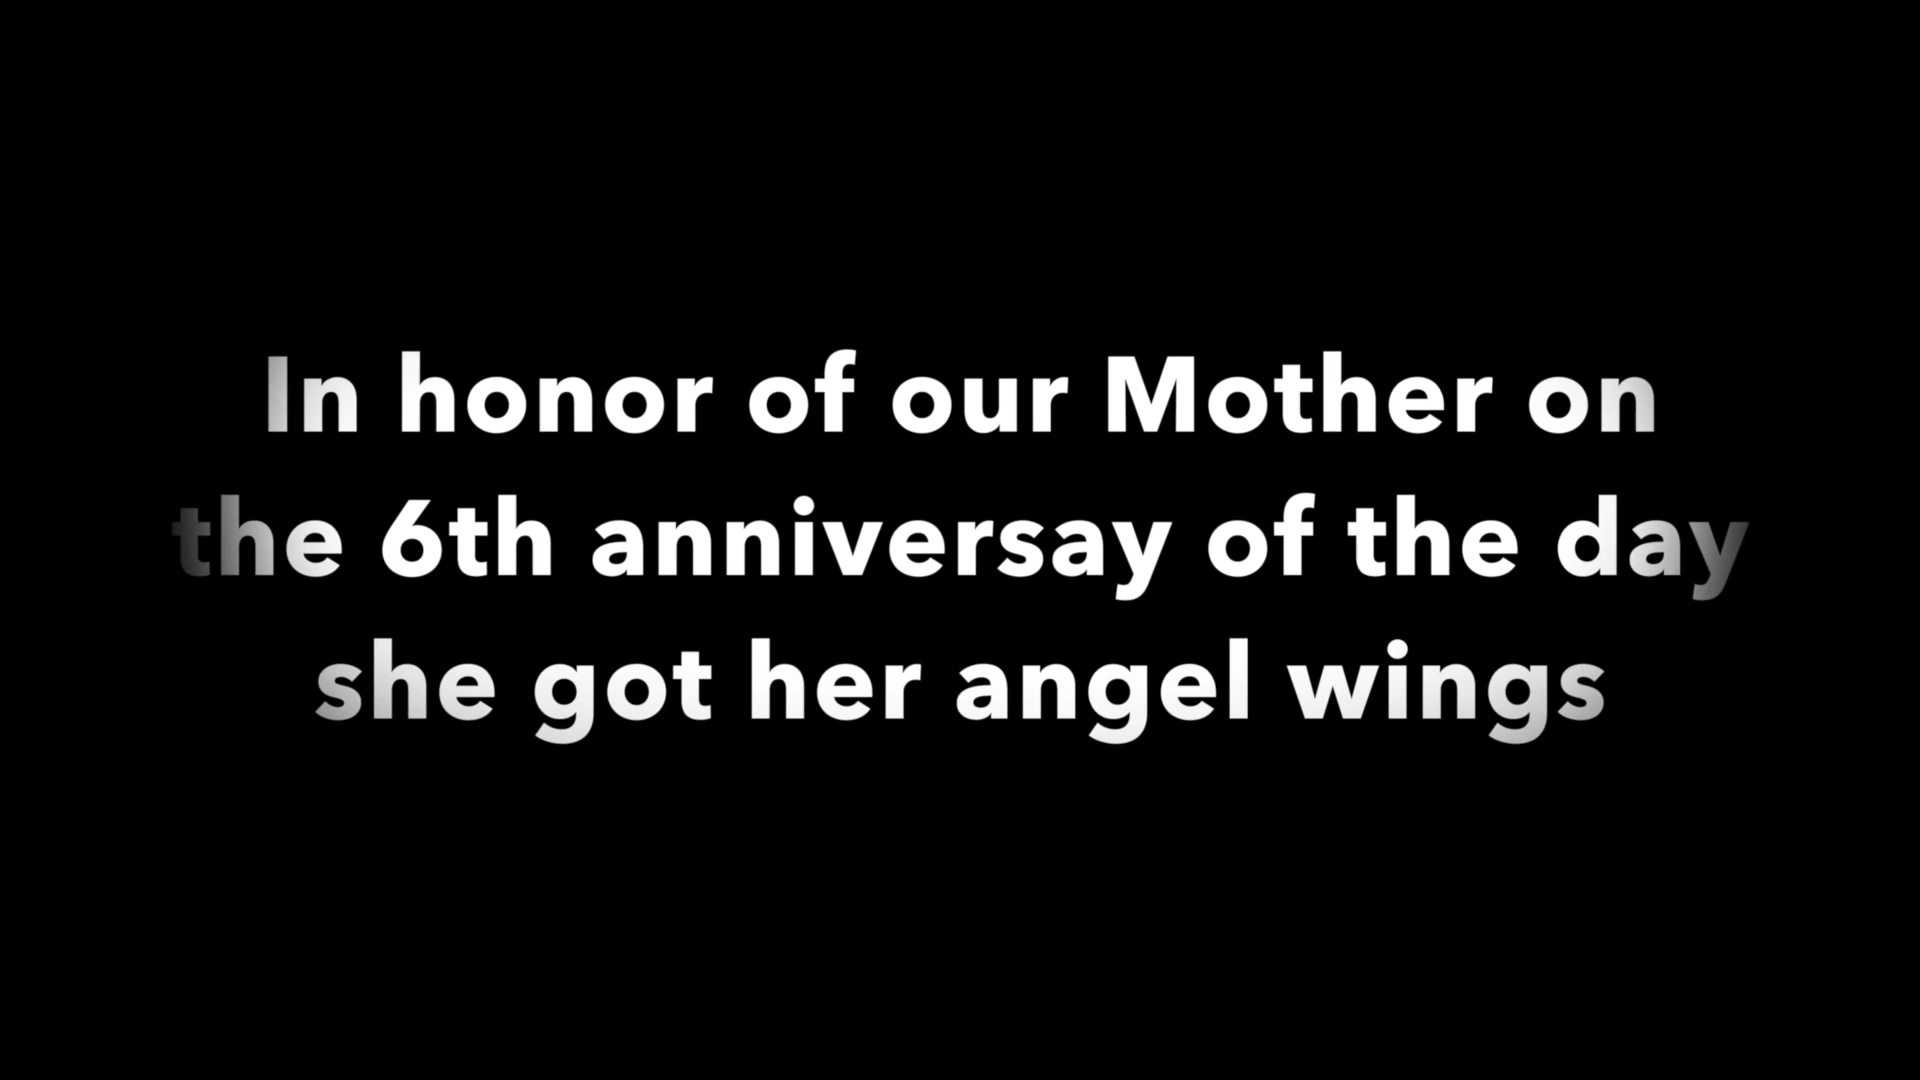 In honor of our Mother on
the 6th anniversay of the day
she got her angel wings